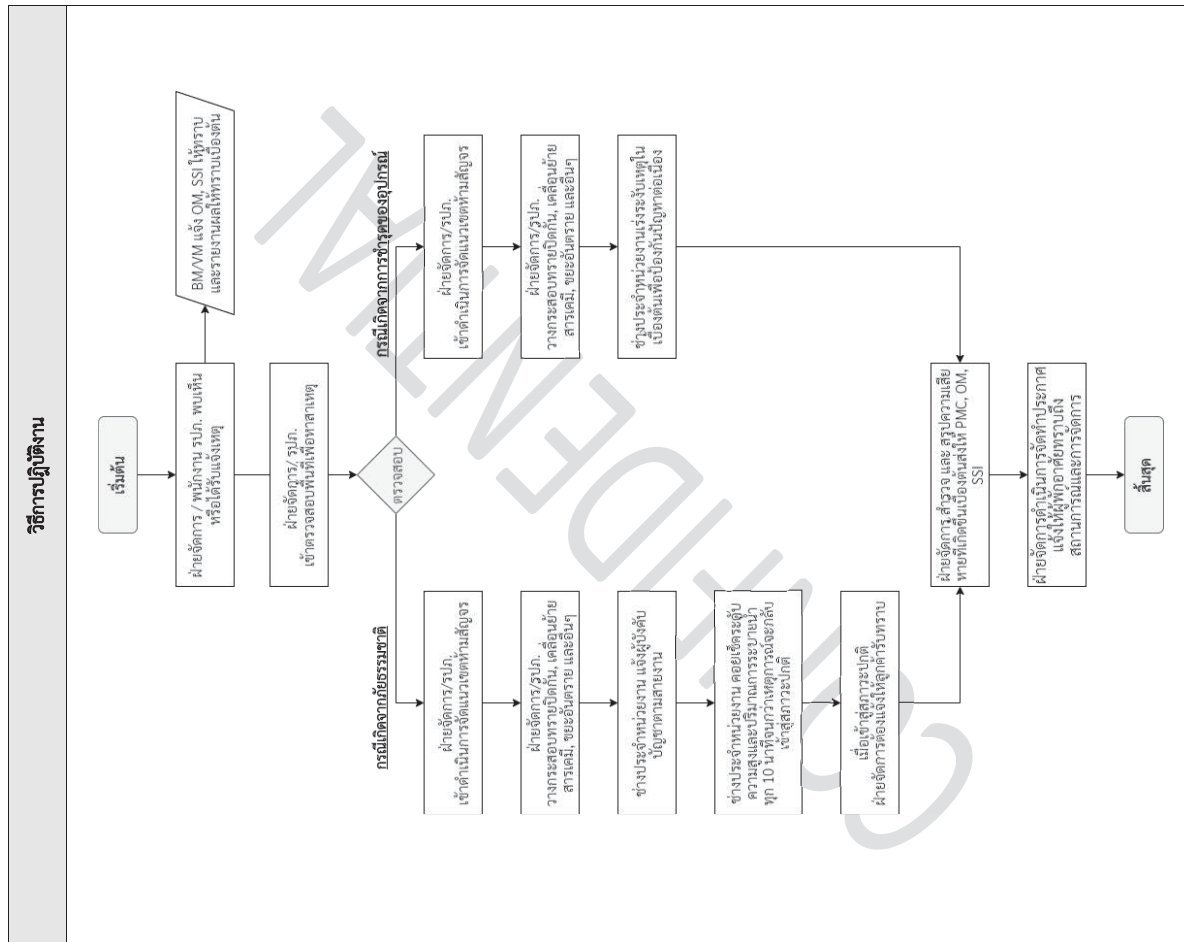 วิธีการปฏิบัติงาน
เริ่มต้น
ฝ่ายจัดการ / พนักงาน รปภ. พบเห็น
หรือได้รับแจ้งเหตุ
BM/VM แจ้ง OM, SSI ให้ทราบ
และรายงานผลให้ทราบเบื้องต้น
ฝ่ายจัดการ/ รปภ.
เข้าตรวจสอบพื้นที่เพื่อหาสาเหตุ
ตรวจสอบ
กรณีเกิดจากภัยธรรมชาติ
ฝ่ายจัดการ/รปภ.
เข้าดำเนินการจัดแนวเขตห้ามสัญจร
ฝ่ายจัดการ/รปภ.
วางกระสอบทรายปิดกั้น, เคลื่อนย้าย
สารเคมี, ขยะอันตราย และอื่นๆ
ช่างประจำหน่วยงาน แจ้งผู้บังคับ
บัญชาตามสายงาน
ช่างประจำหน่วยงาน คอยเช็คระดับ
ความสูงและปริมาณการระบายน้ำ
ทุก 10 นาทีจนกว่าเหตุการณ์จะกลับ
เข้าสู่สภาวะปกติ
เมื่อเข้าสู่สภาวะปกติ
ฝ่ายจัดการต้องแจ้งให้ลูกค้ารับทราบ
กรณีเกิดจากการชำรุดของอุปกรณ์
ฝ่ายจัดการ/รปภ.
เข้าดำเนินการจัดแนวเขตห้ามสัญจร
ฝ่ายจัดการ/รปภ.
วางกระสอบทรายปิดกั้น, เคลื่อนย้าย
สารเคมี, ขยะอันตราย และอื่นๆ
ช่างประจำหน่วยงานเร่งระงับเหตุใน
เบื้องต้นเพื่อป้องกันปัญหาต่อเนื่อง
ฝ่ายจัดการ สำรวจ และ สรุปความเสีย
หายที่เกิดขึ้นเบื้องต้นส่งให้ PMC, OM,
SSI
ฝ่ายจัดการดำเนินการจัดทำประกาศ
แจ้งให้ผู้พักอาศัยทราบถึง
สถานการณ์และการจัดการ
สิ้นสุด
CONFIDENTIAL